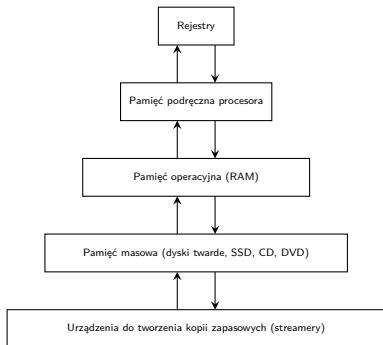 Rejestry
Pamięć podręczna procesora
Pamięć operacyjna (RAM)
Pamięć masowa (dyski twarde, SSD, CD, DVD)
Urządzenia do tworzenia kopii zapasowych (streamery)